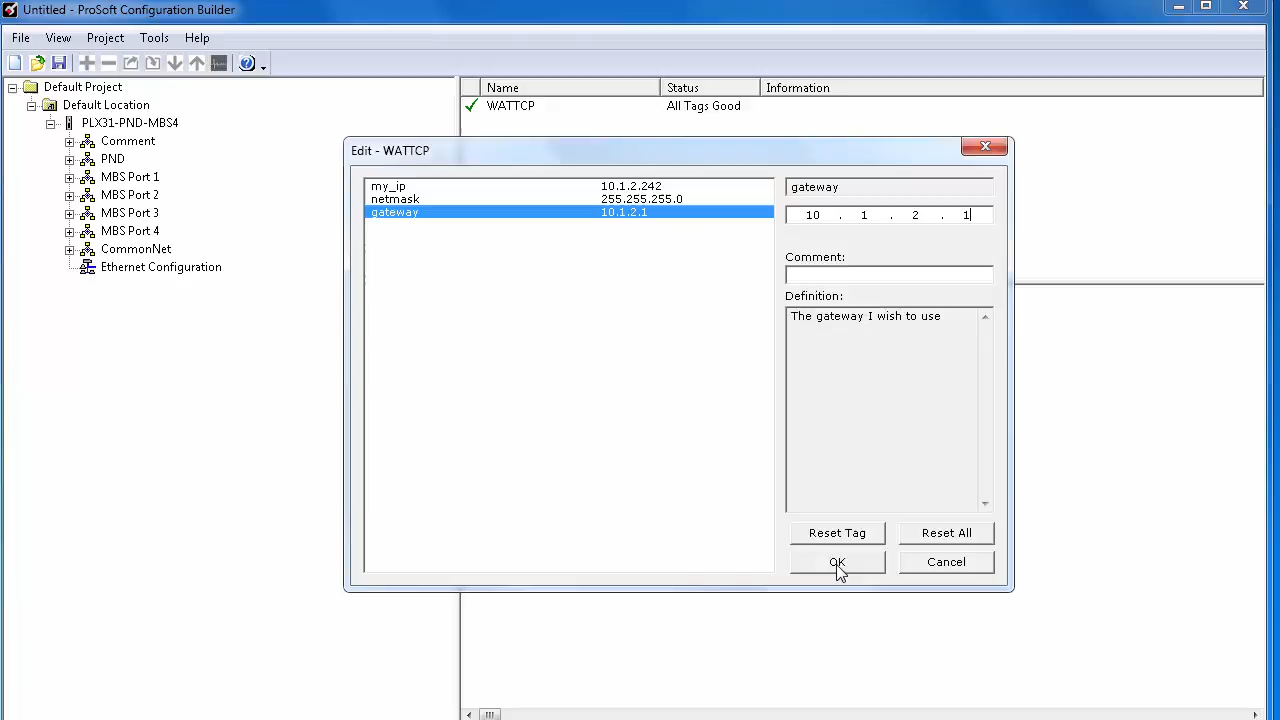 Untitled - ProSoft Configuration Builder
File View Project Tools Help
Default Project
Default Location
PLX31-PND-MBS4
Comment
PND
MBS Port 1
MBS Port 2
MBS Port 3
MBS Port 4
CommonNet
Ethernet Configuration
Name Status Information
WATTCP All Tags Good
Edit - WATTCP
my_ip 10.1.2.242
netmask 255.255.255.0
gateway 10.1.2.1
gateway
10 . 1 . 2 . 1
Comment:
Definition:
The gateway I wish to use
Reset Tag Reset All
OK Cancel